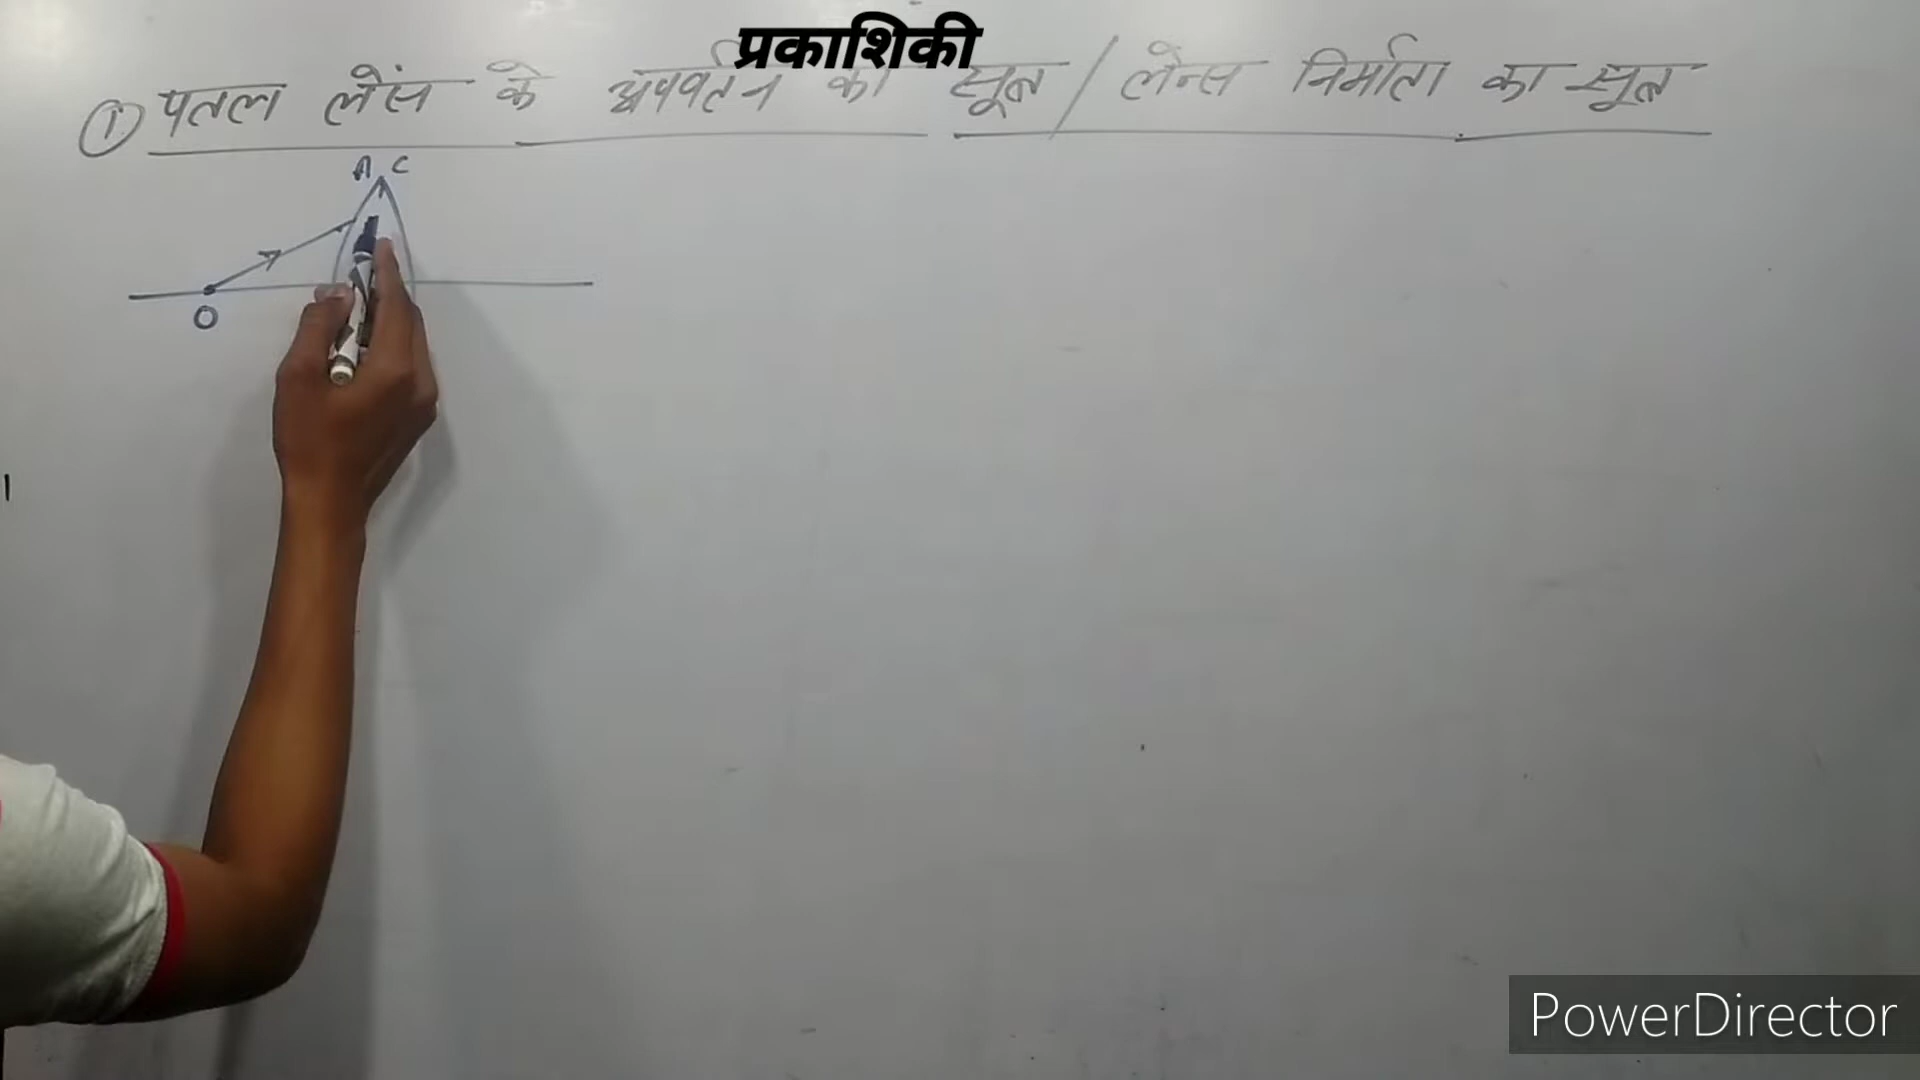 प्रकाशिकी
① पतल लेंस के अपवर्तन का सूत्र / लेन्स निर्माता का सूत्र
A C
O
PowerDirector